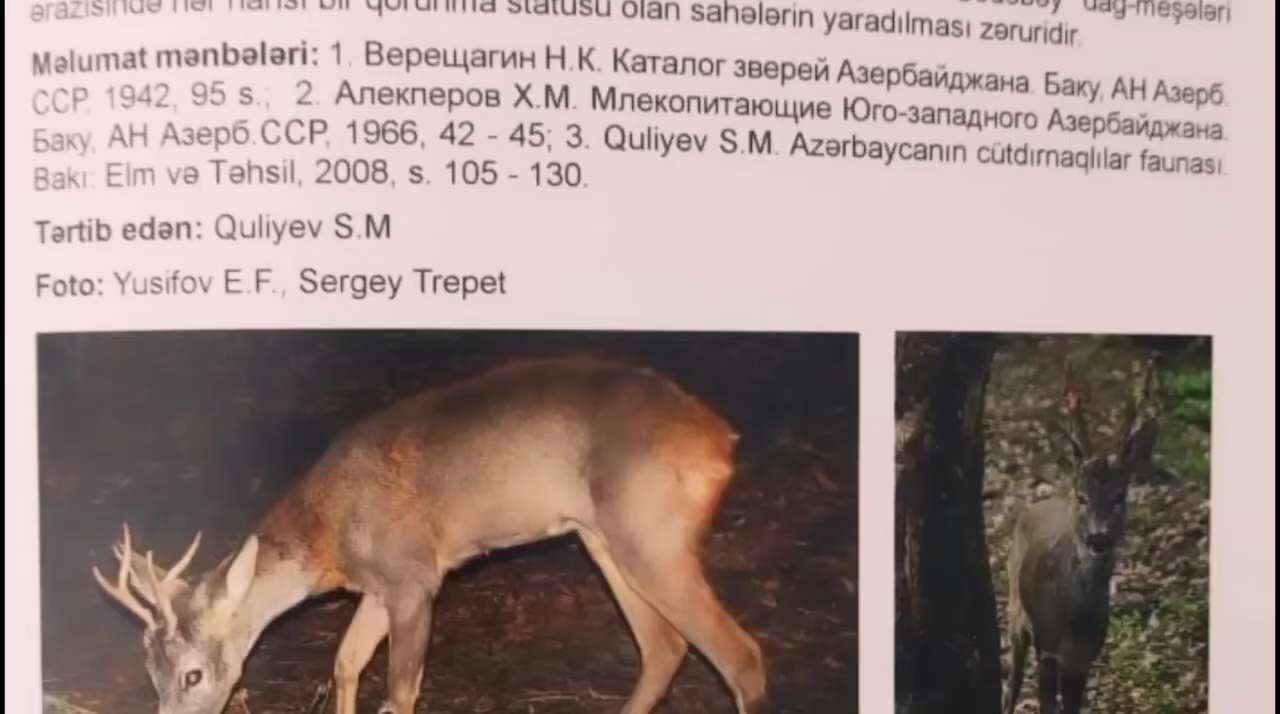 ərazisində hər hansı bir qorunma statusu olan sahələrin yaradılması zəruridir.
dağ-meşələri
Məlumat mənbələri: 1. Верещагин Н.К. Каталог зверей Азербайджана. Баку, АН Азерб.
ССР, 1942, 95 s.; 2. Алекперов Х.М. Млекопитающие Юго-западного Азербайджана.
Баку, АН Азерб.ССР, 1966, 42 - 45; 3. Quliyev S.M. Azərbaycanın cütdırnaqlılar faunası.
Bakı: Elm və Təhsil, 2008, s. 105 - 130.
Tərtib edən: Quliyev S.M
Foto: Yusifov E.F., Sergey Trepet